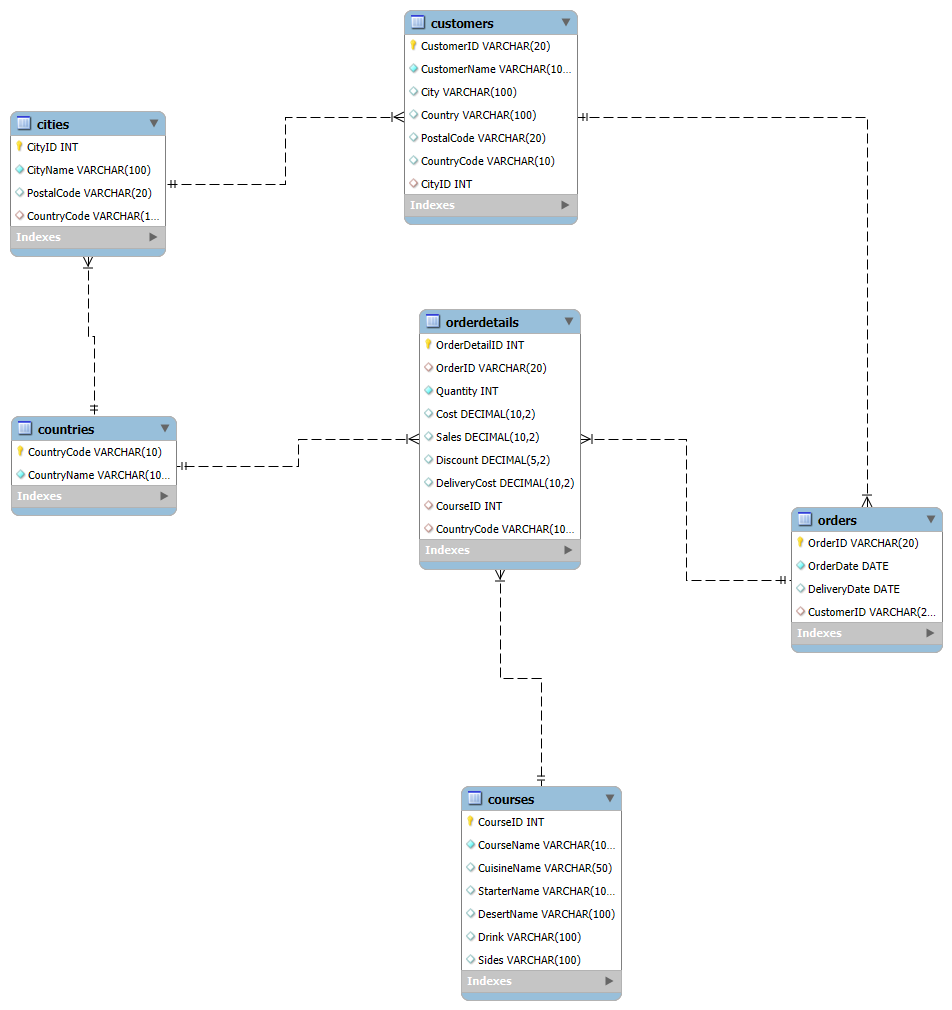 customers
CustomerID VARCHAR(20)
CustomerName VARCHAR(10...
City VARCHAR(100)
Country VARCHAR(100)
PostalCode VARCHAR(20)
CountryCode VARCHAR(10)
CityID INT
Indexes
cities
CityID INT
CityName VARCHAR(100)
PostalCode VARCHAR(20)
CountryCode VARCHAR(1...
Indexes
orderdetails
OrderDetailID INT
OrderID VARCHAR(20)
Quantity INT
Cost DECIMAL(10,2)
Sales DECIMAL(10,2)
Discount DECIMAL(5,2)
DeliveryCost DECIMAL(10,2)
CourseID INT
CountryCode VARCHAR(10...
Indexes
countries
CountryCode VARCHAR(10)
CountryName VARCHAR(10...
Indexes
orders
OrderID VARCHAR(20)
OrderDate DATE
DeliveryDate DATE
CustomerID VARCHAR(2...
Indexes
courses
CourseID INT
CourseName VARCHAR(10...
CuisineName VARCHAR(50)
StarterName VARCHAR(10...
DesertName VARCHAR(100)
Drink VARCHAR(100)
Sides VARCHAR(100)
Indexes